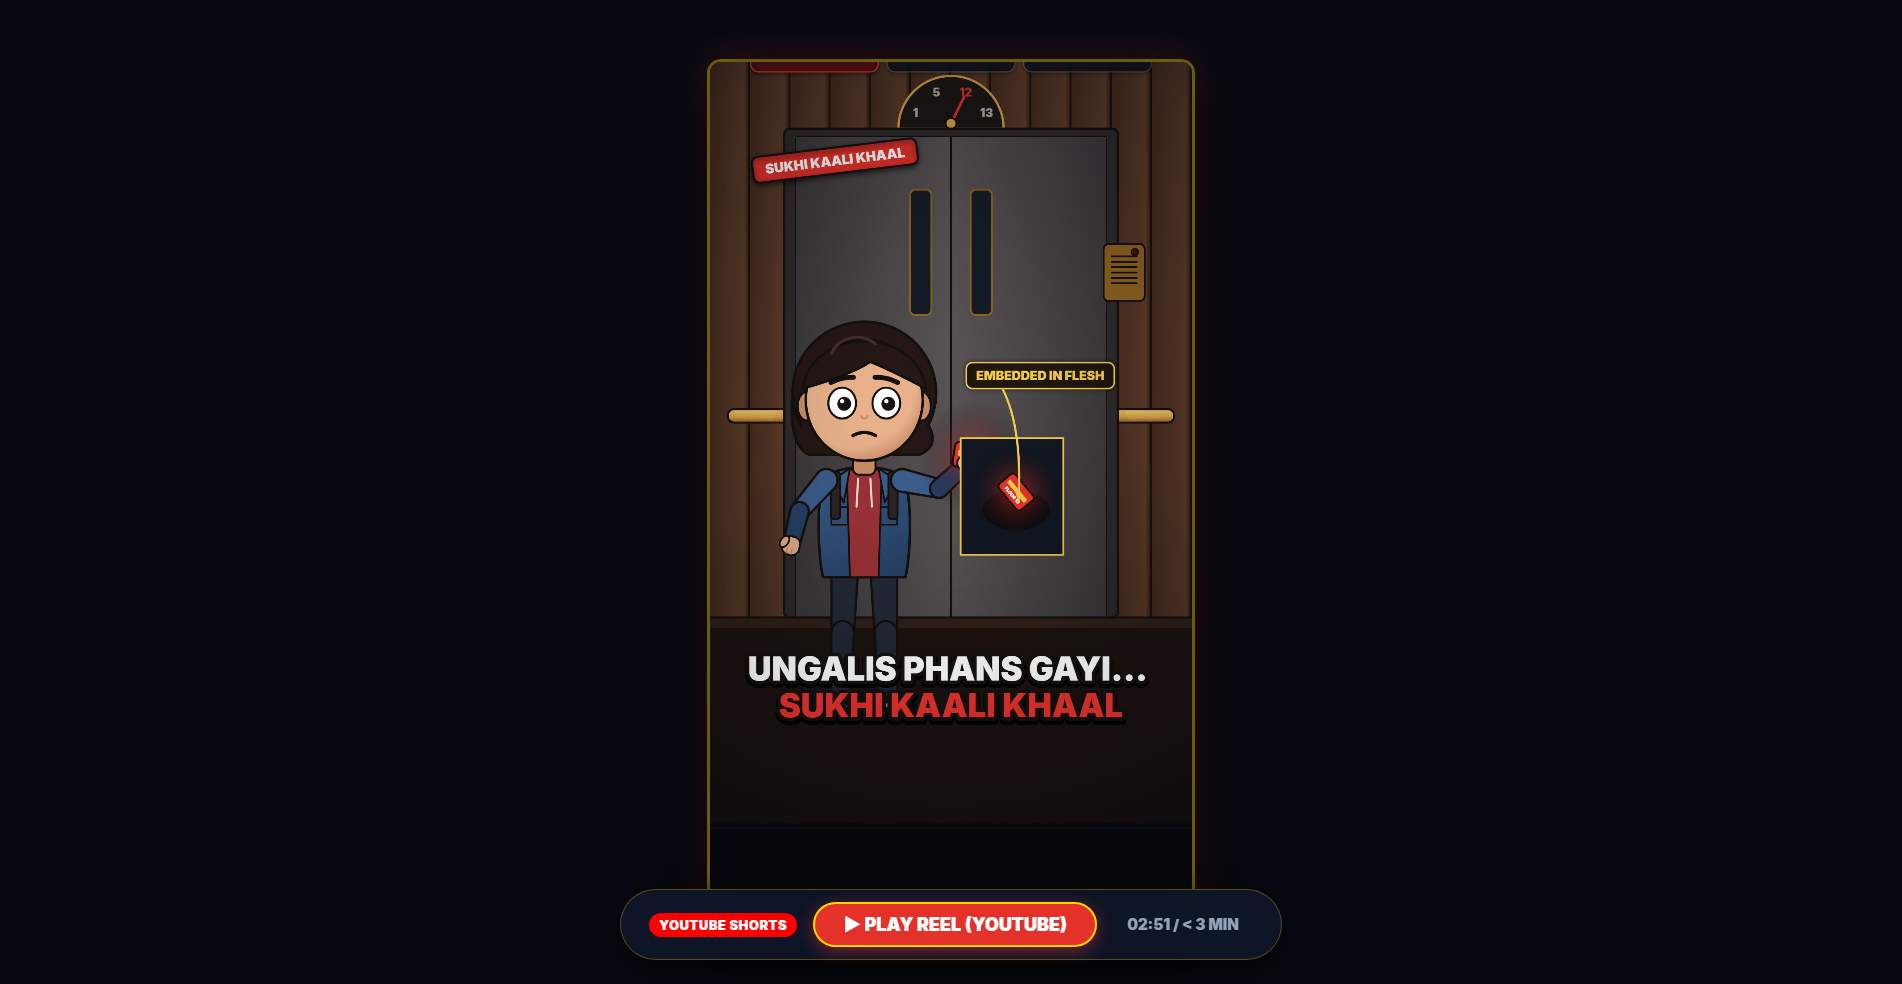 1 5 12 13
SUKHI KAALI KHAAL
EMBEDDED IN FLESH
UNGALIS PHANS GAYI...
SUKHI KAALI KHAAL
YOUTUBE SHORTS
▶ PLAY REEL (YOUTUBE)
02:51 / < 3 MIN